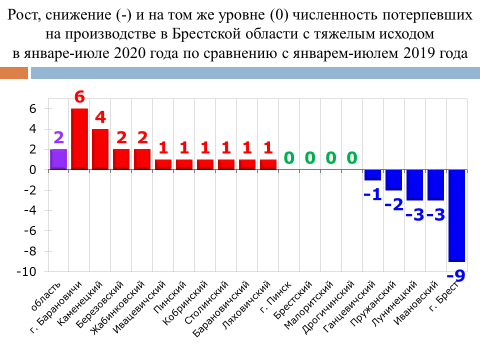 Рост, снижение (-) и на том же уровне (0) численность потерпевших
на производстве в Брестской области с тяжелым исходом
в январе-июле 2020 года по сравнению с январем-июлем 2019 года
6
4
2
0
-2
-4
-6
-8
-10
2
6
4
2
2
1
1
1
1
1
1
0
0
0
0
-1
-2
-3
-3
-9
область
г. Барановичи
Каменецкий
Березовский
Жабинковский
Ивацевичский
Пинский
Кобринский
Столинский
Барановичский
Ляховичский
г. Пинск
Брестский
Малоритский
Дрогичинский
Ганцевичский
Пружанский
Лунинецкий
Ивановский
г. Брест